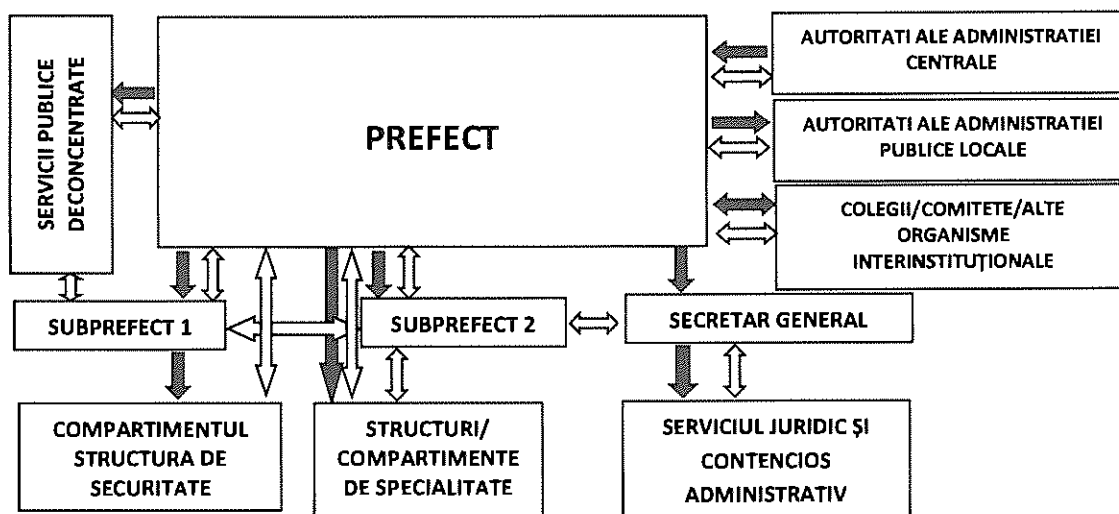 SERVICII PUBLICE
DECONCENTRATE
PREFECT
AUTORITATI ALE ADMINISTRATIEI
CENTRALE
AUTORITATI ALE ADMINISTRATIEI
PUBLICE LOCALE
COLEGII/COMITETE/ALTE
ORGANISME
INTERINSTITUȚIONALE
SUBPREFECT 1
SUBPREFECT 2
SECRETAR GENERAL
COMPARTIMENTUL
STRUCTURA DE
SECURITATE
STRUCTURI/
COMPARTIMENTE
DE SPECIALITATE
SERVICIUL JURIDIC ȘI
CONTENCIOS
ADMINISTRATIV